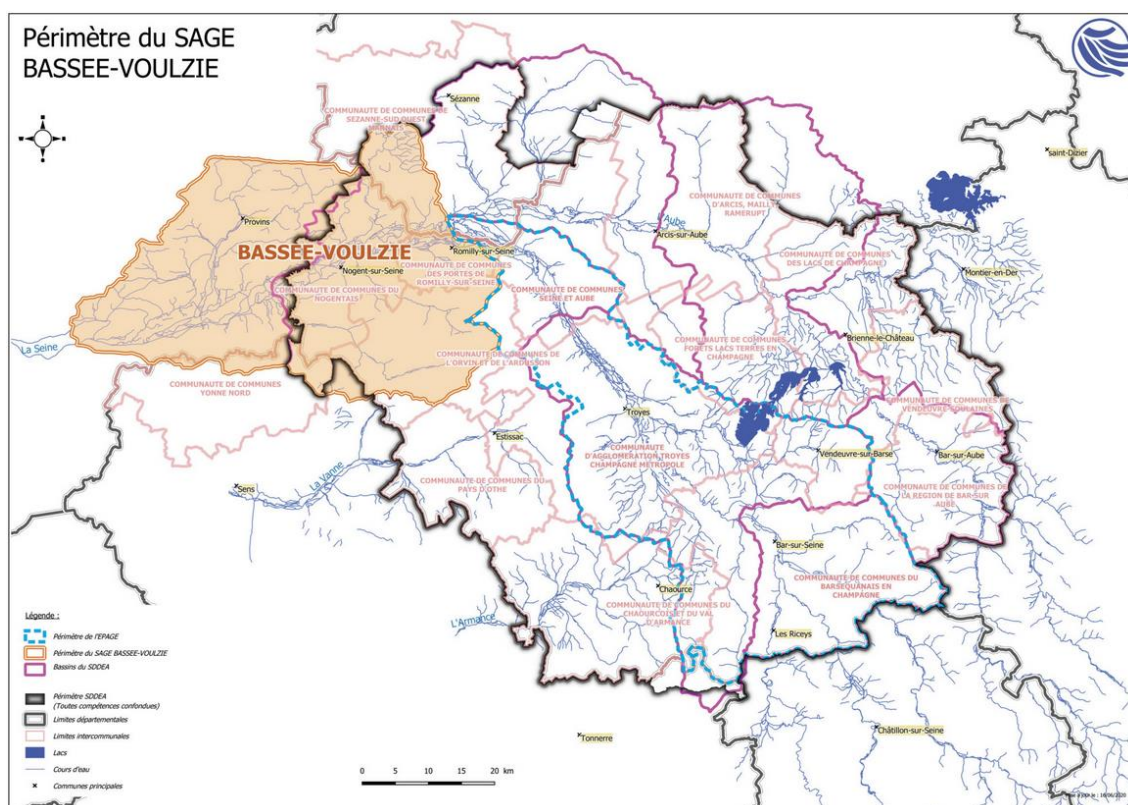 Périmètre du SAGE
BASSEE-VOULZIE
Sézanne
COMMUNAUTE DE COMMUNES DE
SEZANNE-SUD OUEST
MARNAIS
saint-Dizier
COMMUNAUTE DE COMMUNES
D'ARCIS, MAILLY,
RAMERUPT
Provins
Aube
Arcis-sur-Aube
BASSEE-VOULZIE
Romilly-sur-Seine
COMMUNAUTE DE COMMUNES
DES PORTES DE
ROMILLY-SUR-SEINE
COMMUNAUTE DE COMMUNES
DES LACS DE CHAMPAGNE
Nogent-sur-Seine
Montier-en-Der
COMMUNAUTE DE COMMUNES DU
NOGENTAIS
COMMUNAUTE DE COMMUNES
SEINE ET AUBE
La Seine
Brienne-le-Château
COMMUNAUTE DE COMMUNES
FORETS LACS TERRES EN
CHAMPAGNE
COMMUNAUTE DE COMMUNES DE
L'ORVIN ET DE L'ARDUSSON
COMMUNAUTE DE COMMUNES
YONNE NORD
COMMUNAUTE DE COMMUNES DE
VENDEUVRE-SOULAINES
Troyes
Estissac
COMMUNAUTE
D'AGGLOMERATION TROYES
CHAMPAGNE METROPOLE
Vendeuvre-sur-Barse
Bar-sur-Aube
La Vanne
Sens
COMMUNAUTE DE COMMUNES DU
PAYS D'OTHE
COMMUNAUTE DE COMMUNES DE
LA REGION DE BAR-SUR
AUBE
Bar-sur-Seine
Chaource
COMMUNAUTE DE COMMUNES DU
BARSEQUANAIS EN
CHAMPAGNE
COMMUNAUTE DE COMMUNES DU
CHAOURCOIS ET DU VAL
D'ARMANCE
L'Armance
Les Riceys
Tonnerre
Châtillon-sur-Seine
Légende :
Périmètre de l'EPAGE
Périmètre du SAGE BASSEE-VOULZIE
Bassins du SDDEA
Périmètre SDDEA
(Toutes compétences confondues)
Limites départementales
Limites intercommunales
Lacs
Cours d'eau
Communes principales
0 5 10 15 20 km